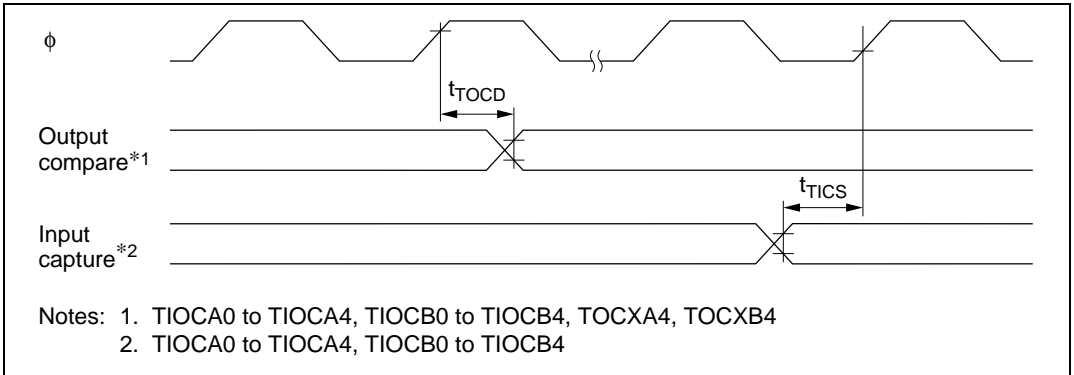 ϕ
tTOCD
Output
compare*1
tTICS
Input
capture*2
Notes: 1. TIOCA0 to TIOCA4, TIOCB0 to TIOCB4, TOCXA4, TOCXB4
2. TIOCA0 to TIOCA4, TIOCB0 to TIOCB4